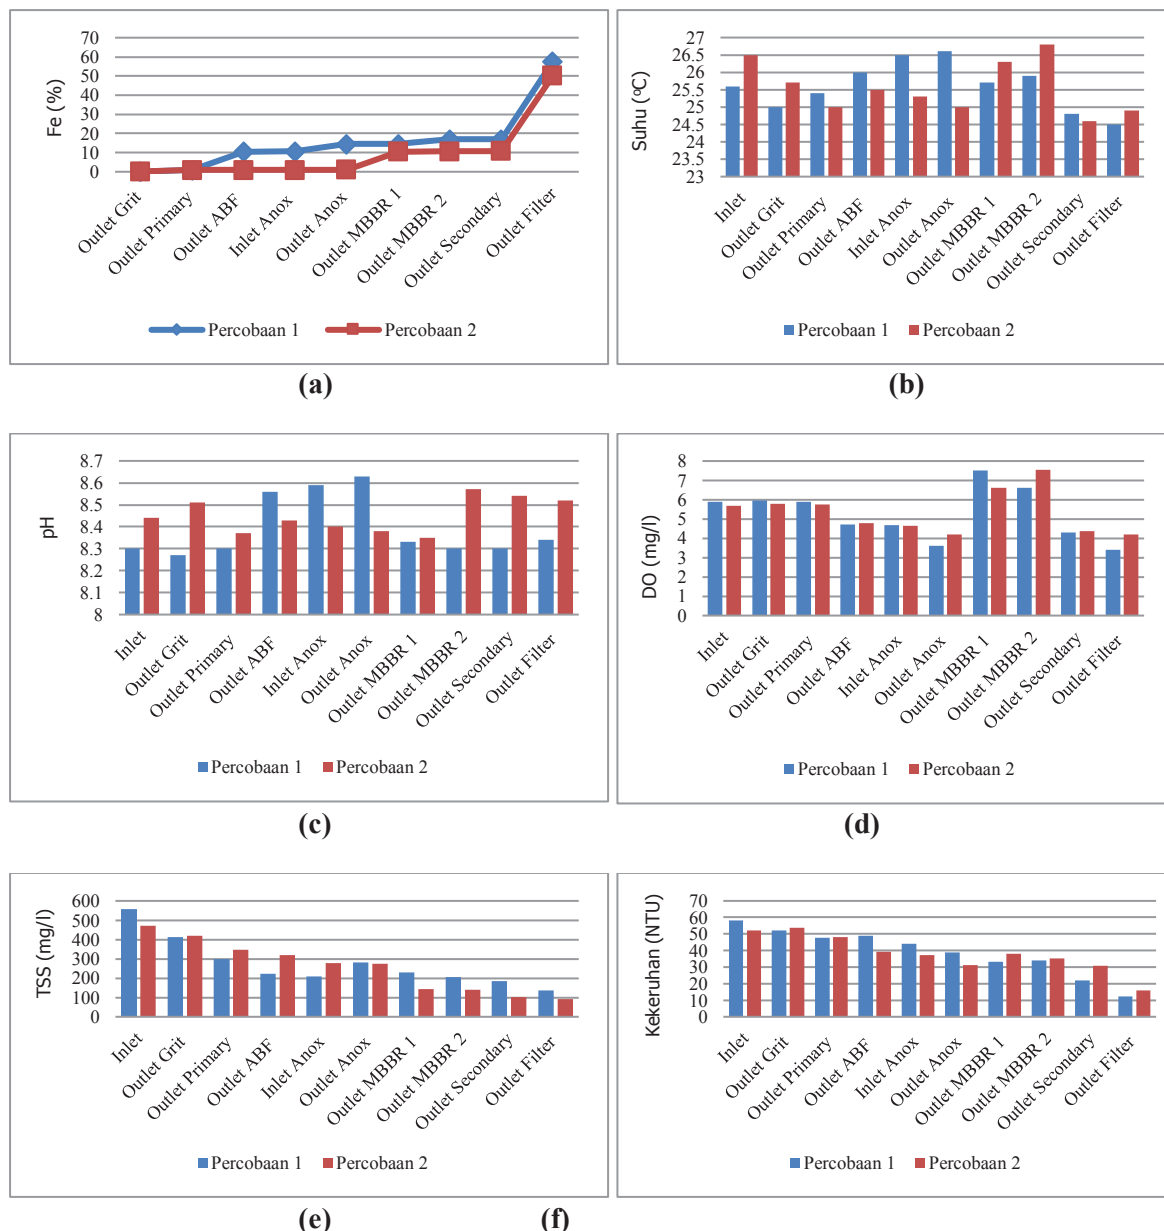 70
60
50
40
30
20
10
0
Fe (%)
Outlet Grit
Outlet Primary
Outlet ABF
Inlet Anox
Outlet Anox
Outlet MBBR 1
Outlet MBBR 2
Outlet Secondary
Outlet Filter
Percobaan 1 Percobaan 2
(a)
27
26.5
26
25.5
25
24.5
24
23.5
23
Suhu (°C)
Inlet
Outlet Grit
Outlet Primary
Outlet ABF
Inlet Anox
Outlet Anox
Outlet MBBR 1
Outlet MBBR 2
Outlet Secondary
Outlet Filter
Percobaan 1 Percobaan 2
(b)
8.7
8.6
8.5
8.4
8.3
8.2
8.1
8
pH
Inlet
Outlet Grit
Outlet Primary
Outlet ABF
Inlet Anox
Outlet Anox
Outlet MBBR 1
Outlet MBBR 2
Outlet Secondary
Outlet Filter
Percobaan 1 Percobaan 2
(c)
8
7
6
5
4
3
2
1
0
DO (mg/l)
Inlet
Outlet Grit
Outlet Primary
Outlet ABF
Inlet Anox
Outlet Anox
Outlet MBBR 1
Outlet MBBR 2
Outlet Secondary
Outlet Filter
Percobaan 1 Percobaan 2
(d)
600
500
400
300
200
100
0
TSS (mg/l)
Inlet
Outlet Grit
Outlet Primary
Outlet ABF
Inlet Anox
Outlet Anox
Outlet MBBR 1
Outlet MBBR 2
Outlet Secondary
Outlet Filter
Percobaan 1 Percobaan 2
(e)
70
60
50
40
30
20
10
0
Kekeruhan (NTU)
Inlet
Outlet Grit
Outlet Primary
Outlet ABF
Inlet Anox
Outlet Anox
Outlet MBBR 1
Outlet MBBR 2
Outlet Secondary
Outlet Filter
Percobaan 1 Percobaan 2
(f)